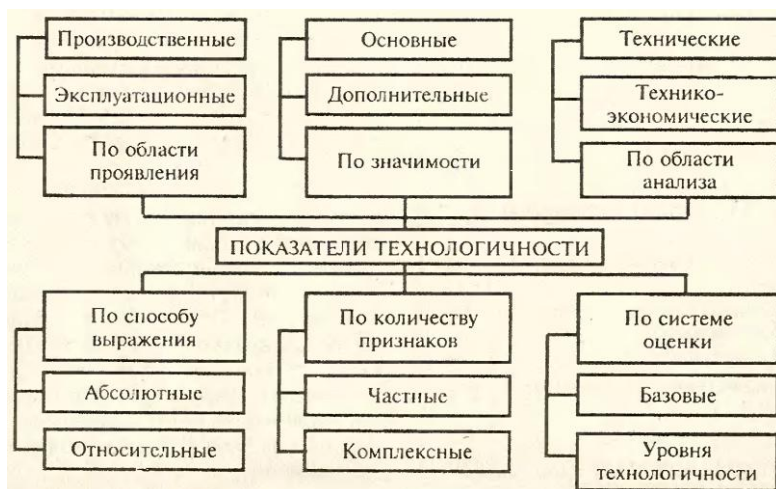 Производственные
Основные
Технические
Эксплуатационные
Дополнительные
Технико-
экономические
По области
проявления
По значимости
По области
анализа
ПОКАЗАТЕЛИ ТЕХНОЛОГИЧНОСТИ
По способу
выражения
По количеству
признаков
По системе
оценки
Абсолютные
Частные
Базовые
Относительные
Комплексные
Уровня
технологичности